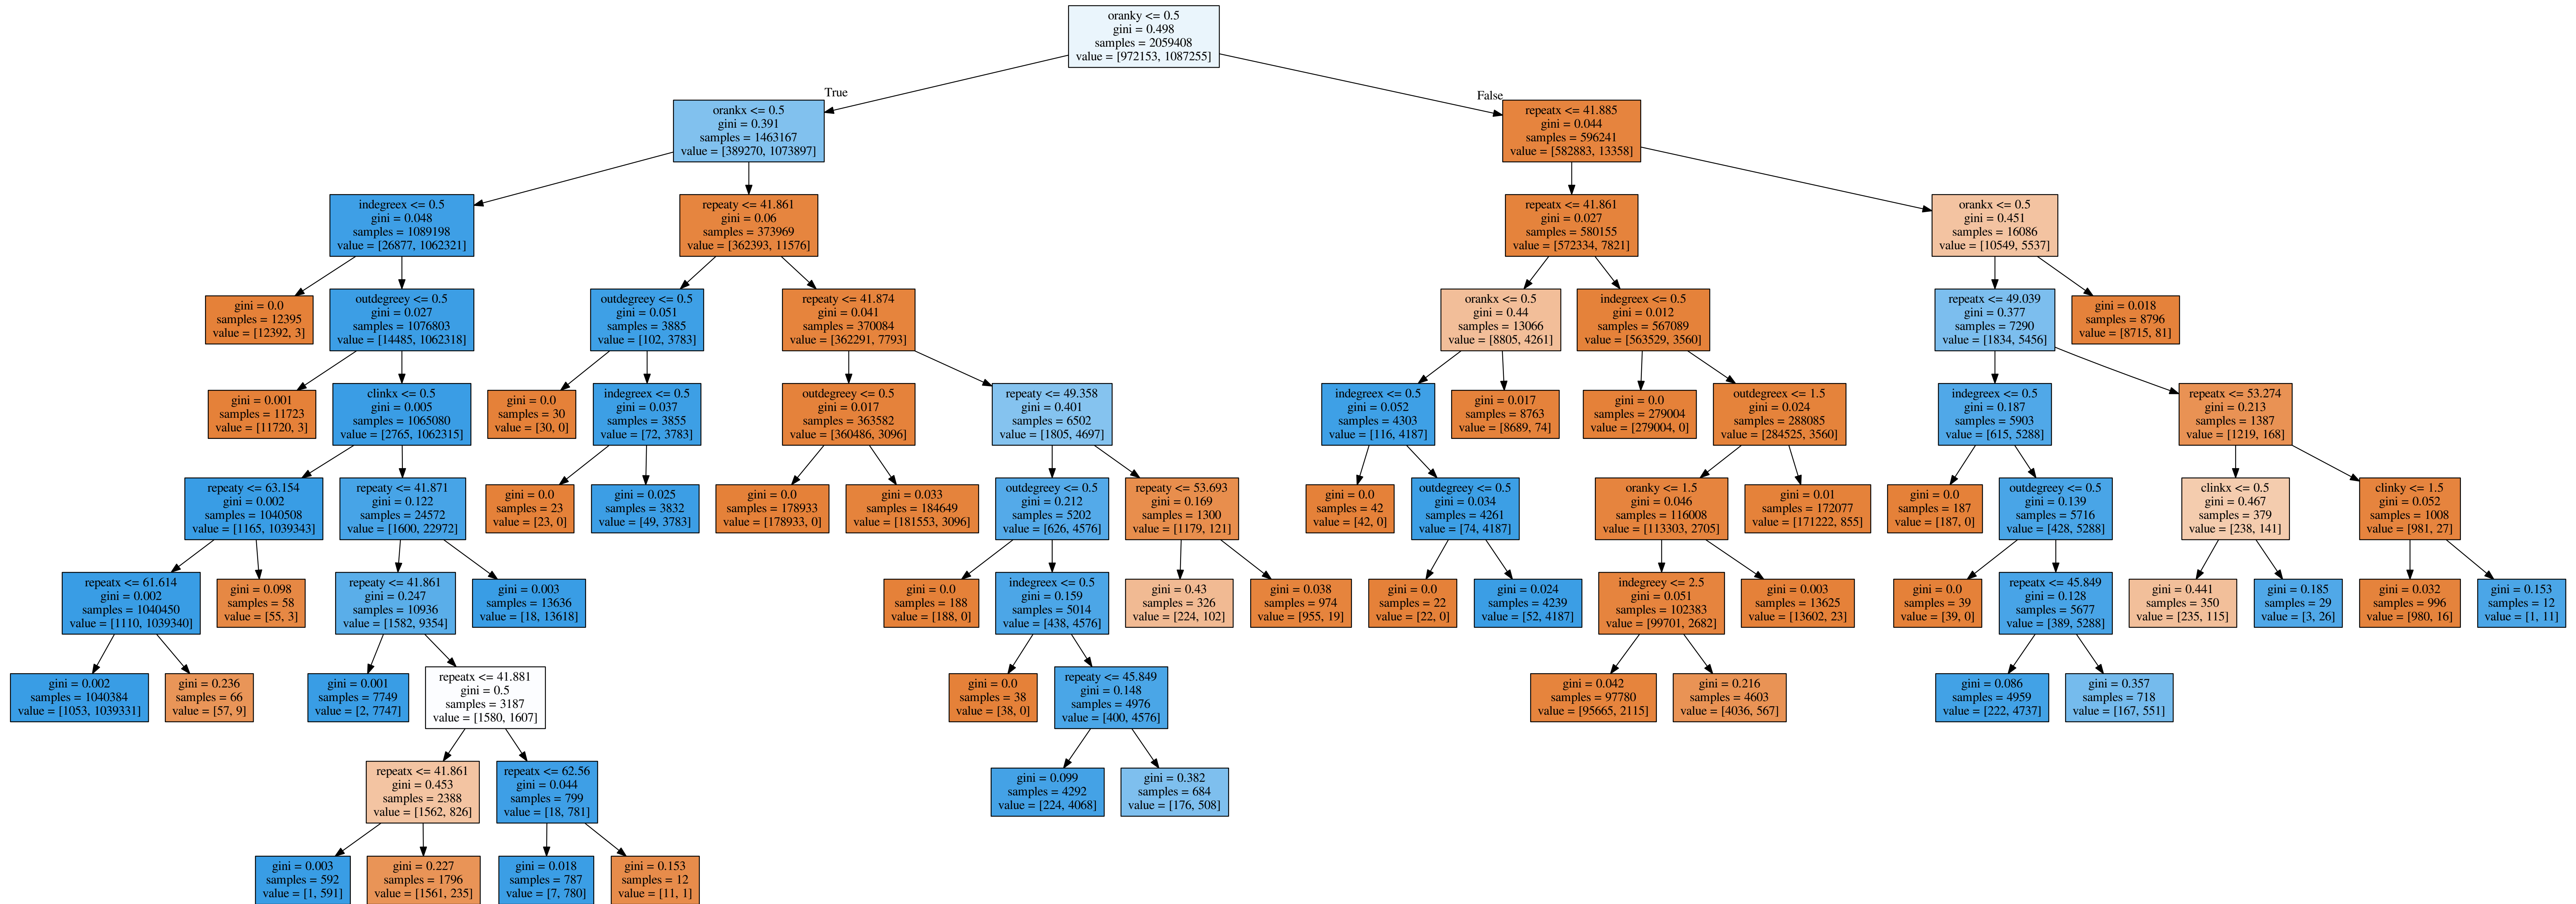 oranky <= 0.5
gini = 0.498
samples = 2059408
value = [972153, 1087255]
True
False
orankx <= 0.5
gini = 0.391
samples = 1463167
value = [389270, 1073897]
repeatx <= 41.885
gini = 0.044
samples = 596241
value = [582883, 13358]
indegreex <= 0.5
gini = 0.048
samples = 1089198
value = [26877, 1062321]
repeaty <= 41.861
gini = 0.06
samples = 373969
value = [362393, 11576]
repeatx <= 41.861
gini = 0.027
samples = 580155
value = [572334, 7821]
orankx <= 0.5
gini = 0.451
samples = 16086
value = [10549, 5537]
gini = 0.0
samples = 12395
value = [12392, 3]
outdegreey <= 0.5
gini = 0.027
samples = 1076803
value = [14485, 1062318]
outdegreey <= 0.5
gini = 0.051
samples = 3885
value = [102, 3783]
repeaty <= 41.874
gini = 0.041
samples = 370084
value = [362291, 7793]
orankx <= 0.5
gini = 0.44
samples = 13066
value = [8805, 4261]
indegreex <= 0.5
gini = 0.012
samples = 567089
value = [563529, 3560]
repeatx <= 49.039
gini = 0.377
samples = 7290
value = [1834, 5456]
gini = 0.018
samples = 8796
value = [8715, 81]
gini = 0.001
samples = 11723
value = [11720, 3]
clinkx <= 0.5
gini = 0.005
samples = 1065080
value = [2765, 1062315]
gini = 0.0
samples = 30
value = [30, 0]
indegreex <= 0.5
gini = 0.037
samples = 3855
value = [72, 3783]
outdegreey <= 0.5
gini = 0.017
samples = 363582
value = [360486, 3096]
repeaty <= 49.358
gini = 0.401
samples = 6502
value = [1805, 4697]
indegreex <= 0.5
gini = 0.052
samples = 4303
value = [116, 4187]
gini = 0.017
samples = 8763
value = [8689, 74]
gini = 0.0
samples = 279004
value = [279004, 0]
outdegreex <= 1.5
gini = 0.024
samples = 288085
value = [284525, 3560]
indegreex <= 0.5
gini = 0.187
samples = 5903
value = [615, 5288]
repeatx <= 53.274
gini = 0.213
samples = 1387
value = [1219, 168]
repeaty <= 63.154
gini = 0.002
samples = 1040508
value = [1165, 1039343]
repeaty <= 41.871
gini = 0.122
samples = 24572
value = [1600, 22972]
gini = 0.0
samples = 23
value = [23, 0]
gini = 0.025
samples = 3832
value = [49, 3783]
gini = 0.0
samples = 178933
value = [178933, 0]
gini = 0.033
samples = 184649
value = [181553, 3096]
outdegreey <= 0.5
gini = 0.212
samples = 5202
value = [626, 4576]
repeaty <= 53.693
gini = 0.169
samples = 1300
value = [1179, 121]
gini = 0.0
samples = 42
value = [42, 0]
outdegreey <= 0.5
gini = 0.034
samples = 4261
value = [74, 4187]
oranky <= 1.5
gini = 0.046
samples = 116008
value = [113303, 2705]
gini = 0.01
samples = 172077
value = [171222, 855]
gini = 0.0
samples = 187
value = [187, 0]
outdegreey <= 0.5
gini = 0.139
samples = 5716
value = [428, 5288]
clinkx <= 0.5
gini = 0.467
samples = 379
value = [238, 141]
clinky <= 1.5
gini = 0.052
samples = 1008
value = [981, 27]
repeatx <= 61.614
gini = 0.002
samples = 1040450
value = [1110, 1039340]
gini = 0.098
samples = 58
value = [55, 3]
repeaty <= 41.861
gini = 0.247
samples = 10936
value = [1582, 9354]
gini = 0.003
samples = 13636
value = [18, 13618]
gini = 0.0
samples = 188
value = [188, 0]
indegreex <= 0.5
gini = 0.159
samples = 5014
value = [438, 4576]
gini = 0.43
samples = 326
value = [224, 102]
gini = 0.038
samples = 974
value = [955, 19]
gini = 0.0
samples = 22
value = [22, 0]
gini = 0.024
samples = 4239
value = [52, 4187]
indegreey <= 2.5
gini = 0.051
samples = 102383
value = [99701, 2682]
gini = 0.003
samples = 13625
value = [13602, 23]
gini = 0.0
samples = 39
value = [39, 0]
repeatx <= 45.849
gini = 0.128
samples = 5677
value = [389, 5288]
gini = 0.441
samples = 350
value = [235, 115]
gini = 0.185
samples = 29
value = [3, 26]
gini = 0.032
samples = 996
value = [980, 16]
gini = 0.153
samples = 12
value = [1, 11]
gini = 0.002
samples = 1040384
value = [1053, 1039331]
gini = 0.236
samples = 66
value = [57, 9]
gini = 0.001
samples = 7749
value = [2, 7747]
repeatx <= 41.881
gini = 0.5
samples = 3187
value = [1580, 1607]
gini = 0.0
samples = 38
value = [38, 0]
repeaty <= 45.849
gini = 0.148
samples = 4976
value = [400, 4576]
gini = 0.042
samples = 97780
value = [95665, 2115]
gini = 0.216
samples = 4603
value = [4036, 567]
gini = 0.086
samples = 4959
value = [222, 4737]
gini = 0.357
samples = 718
value = [167, 551]
repeatx <= 41.861
gini = 0.453
samples = 2388
value = [1562, 826]
repeatx <= 62.56
gini = 0.044
samples = 799
value = [18, 781]
gini = 0.099
samples = 4292
value = [224, 4068]
gini = 0.382
samples = 684
value = [176, 508]
gini = 0.003
samples = 592
value = [1, 591]
gini = 0.227
samples = 1796
value = [1561, 235]
gini = 0.018
samples = 787
value = [7, 780]
gini = 0.153
samples = 12
value = [11, 1]